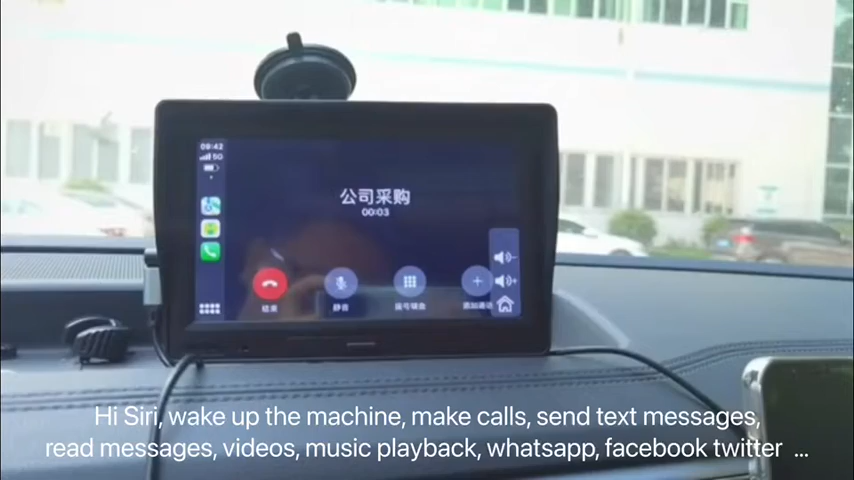 09:42
5G
公司采购
00:03
结束
静音
拨号键盘
添加通话
Hi Siri, wake up the machine, make calls, send text messages,
read messages, videos, music playback, whatsapp, facebook twitter ...